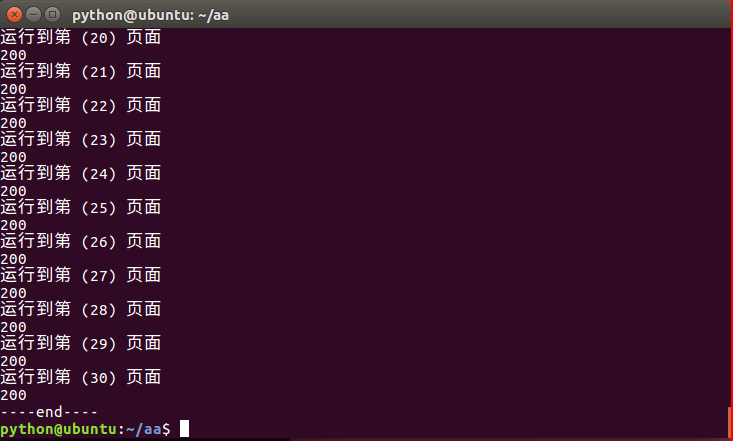 python@ubuntu: ~/aa
运行到第 (20) 页面
200
运行到第 (21) 页面
200
运行到第 (22) 页面
200
运行到第 (23) 页面
200
运行到第 (24) 页面
200
运行到第 (25) 页面
200
运行到第 (26) 页面
200
运行到第 (27) 页面
200
运行到第 (28) 页面
200
运行到第 (29) 页面
200
运行到第 (30) 页面
200
----end----
python@ubuntu:~/aa$